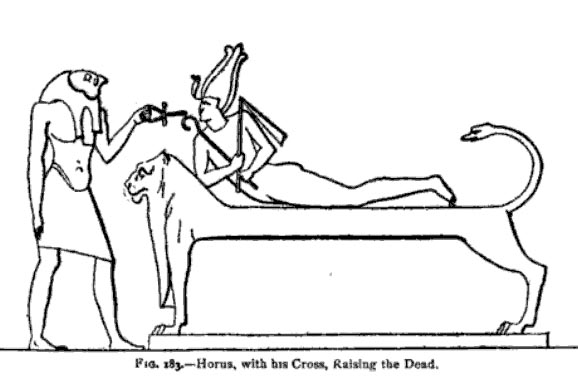 FIG. 183.—Horus, with his Cross, Raising the Dead.